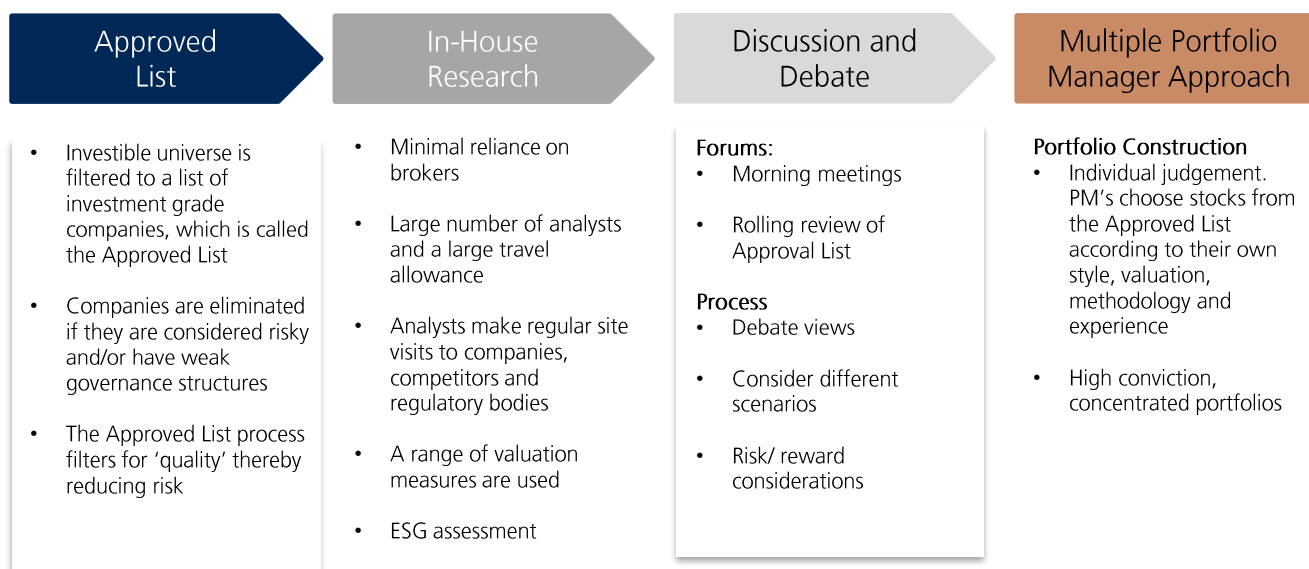 Approved
List
• Investible universe is
filtered to a list of
investment grade
companies, which is called
the Approved List
• Companies are eliminated
if they are considered risky
and/or have weak
governance structures
• The Approved List process
filters for ‘quality’ thereby
reducing risk
In-House
Research
• Minimal reliance on
brokers
• Large number of analysts
and a large travel
allowance
• Analysts make regular site
visits to companies,
competitors and
regulatory bodies
• A range of valuation
measures are used
• ESG assessment
Discussion and
Debate
Forums:
• Morning meetings
• Rolling review of
Approval List
Process
• Debate views
• Consider different
scenarios
• Risk/ reward
considerations
Multiple Portfolio
Manager Approach
Portfolio Construction
• Individual judgement.
PM’s choose stocks from
the Approved List
according to their own
style, valuation,
methodology and
experience
• High conviction,
concentrated portfolios